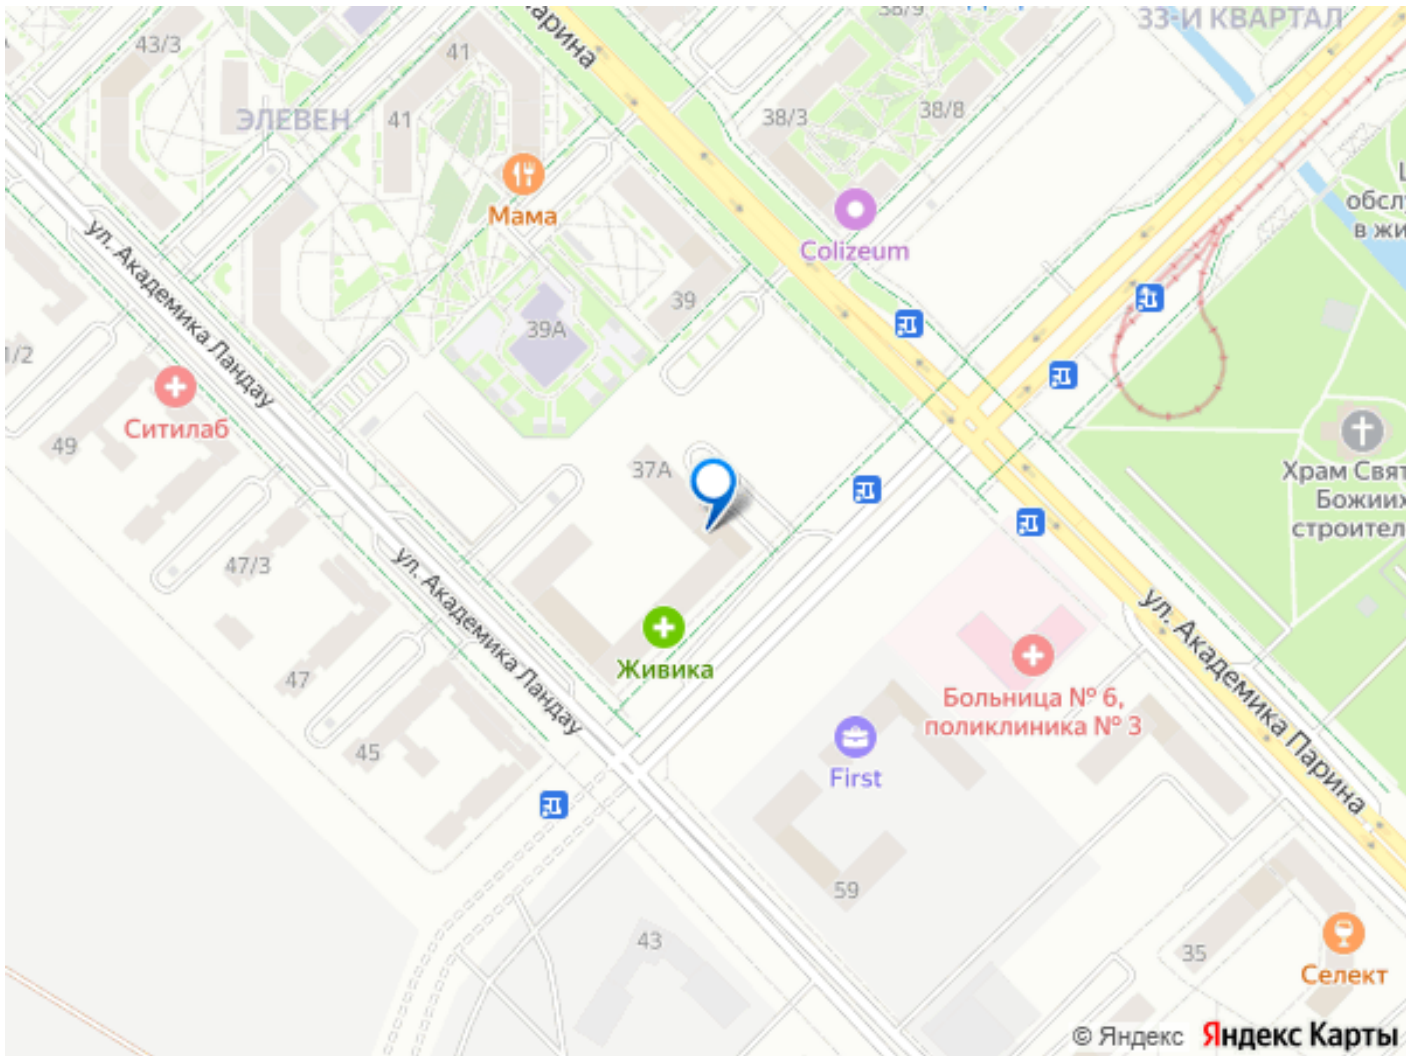 38/9
33-Й КВАРТАЛ
43/3
41
ЭЛЕВЕН
41
38/3
38/8
Мама
Colizeum
обсл
в жи
ул. Академика Ландау
39
39А
1/2
Ситилаб
49
37А
Храм Свят
Божиих
строител
47/3
ул. Академика Ландау
ул. Академика Парина
47
Живика
Больница № 6,
поликлиника № 3
45
First
59
43
35
Селект
© Яндекс Яндекс Карты